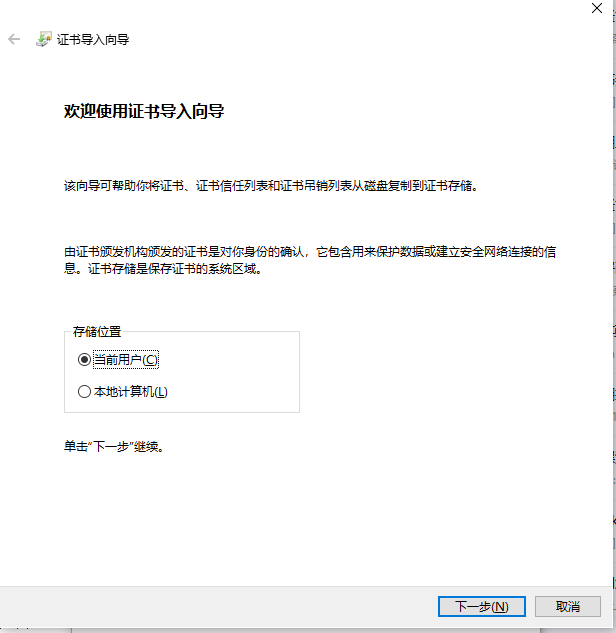 证书导入向导
欢迎使用证书导入向导
该向导可帮助你将证书、证书信任列表和证书吊销列表从磁盘复制到证书存储。
由证书颁发机构颁发的证书是对你身份的确认，它包含用来保护数据或建立安全网络连接的信
息。证书存储是保存证书的系统区域。
存储位置
当前用户(C)
本地计算机(L)
单击“下一步”继续。
下一步(N)
取消